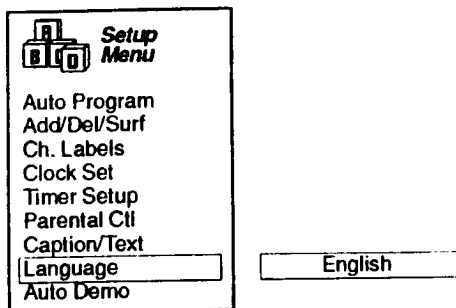 A
B C D
Setup
Menu
Auto Program
Add/Del/Surf
Ch. Labels
Clock Set
Timer Setup
Parental Ctl
Caption/Text
Language
English
Auto Demo